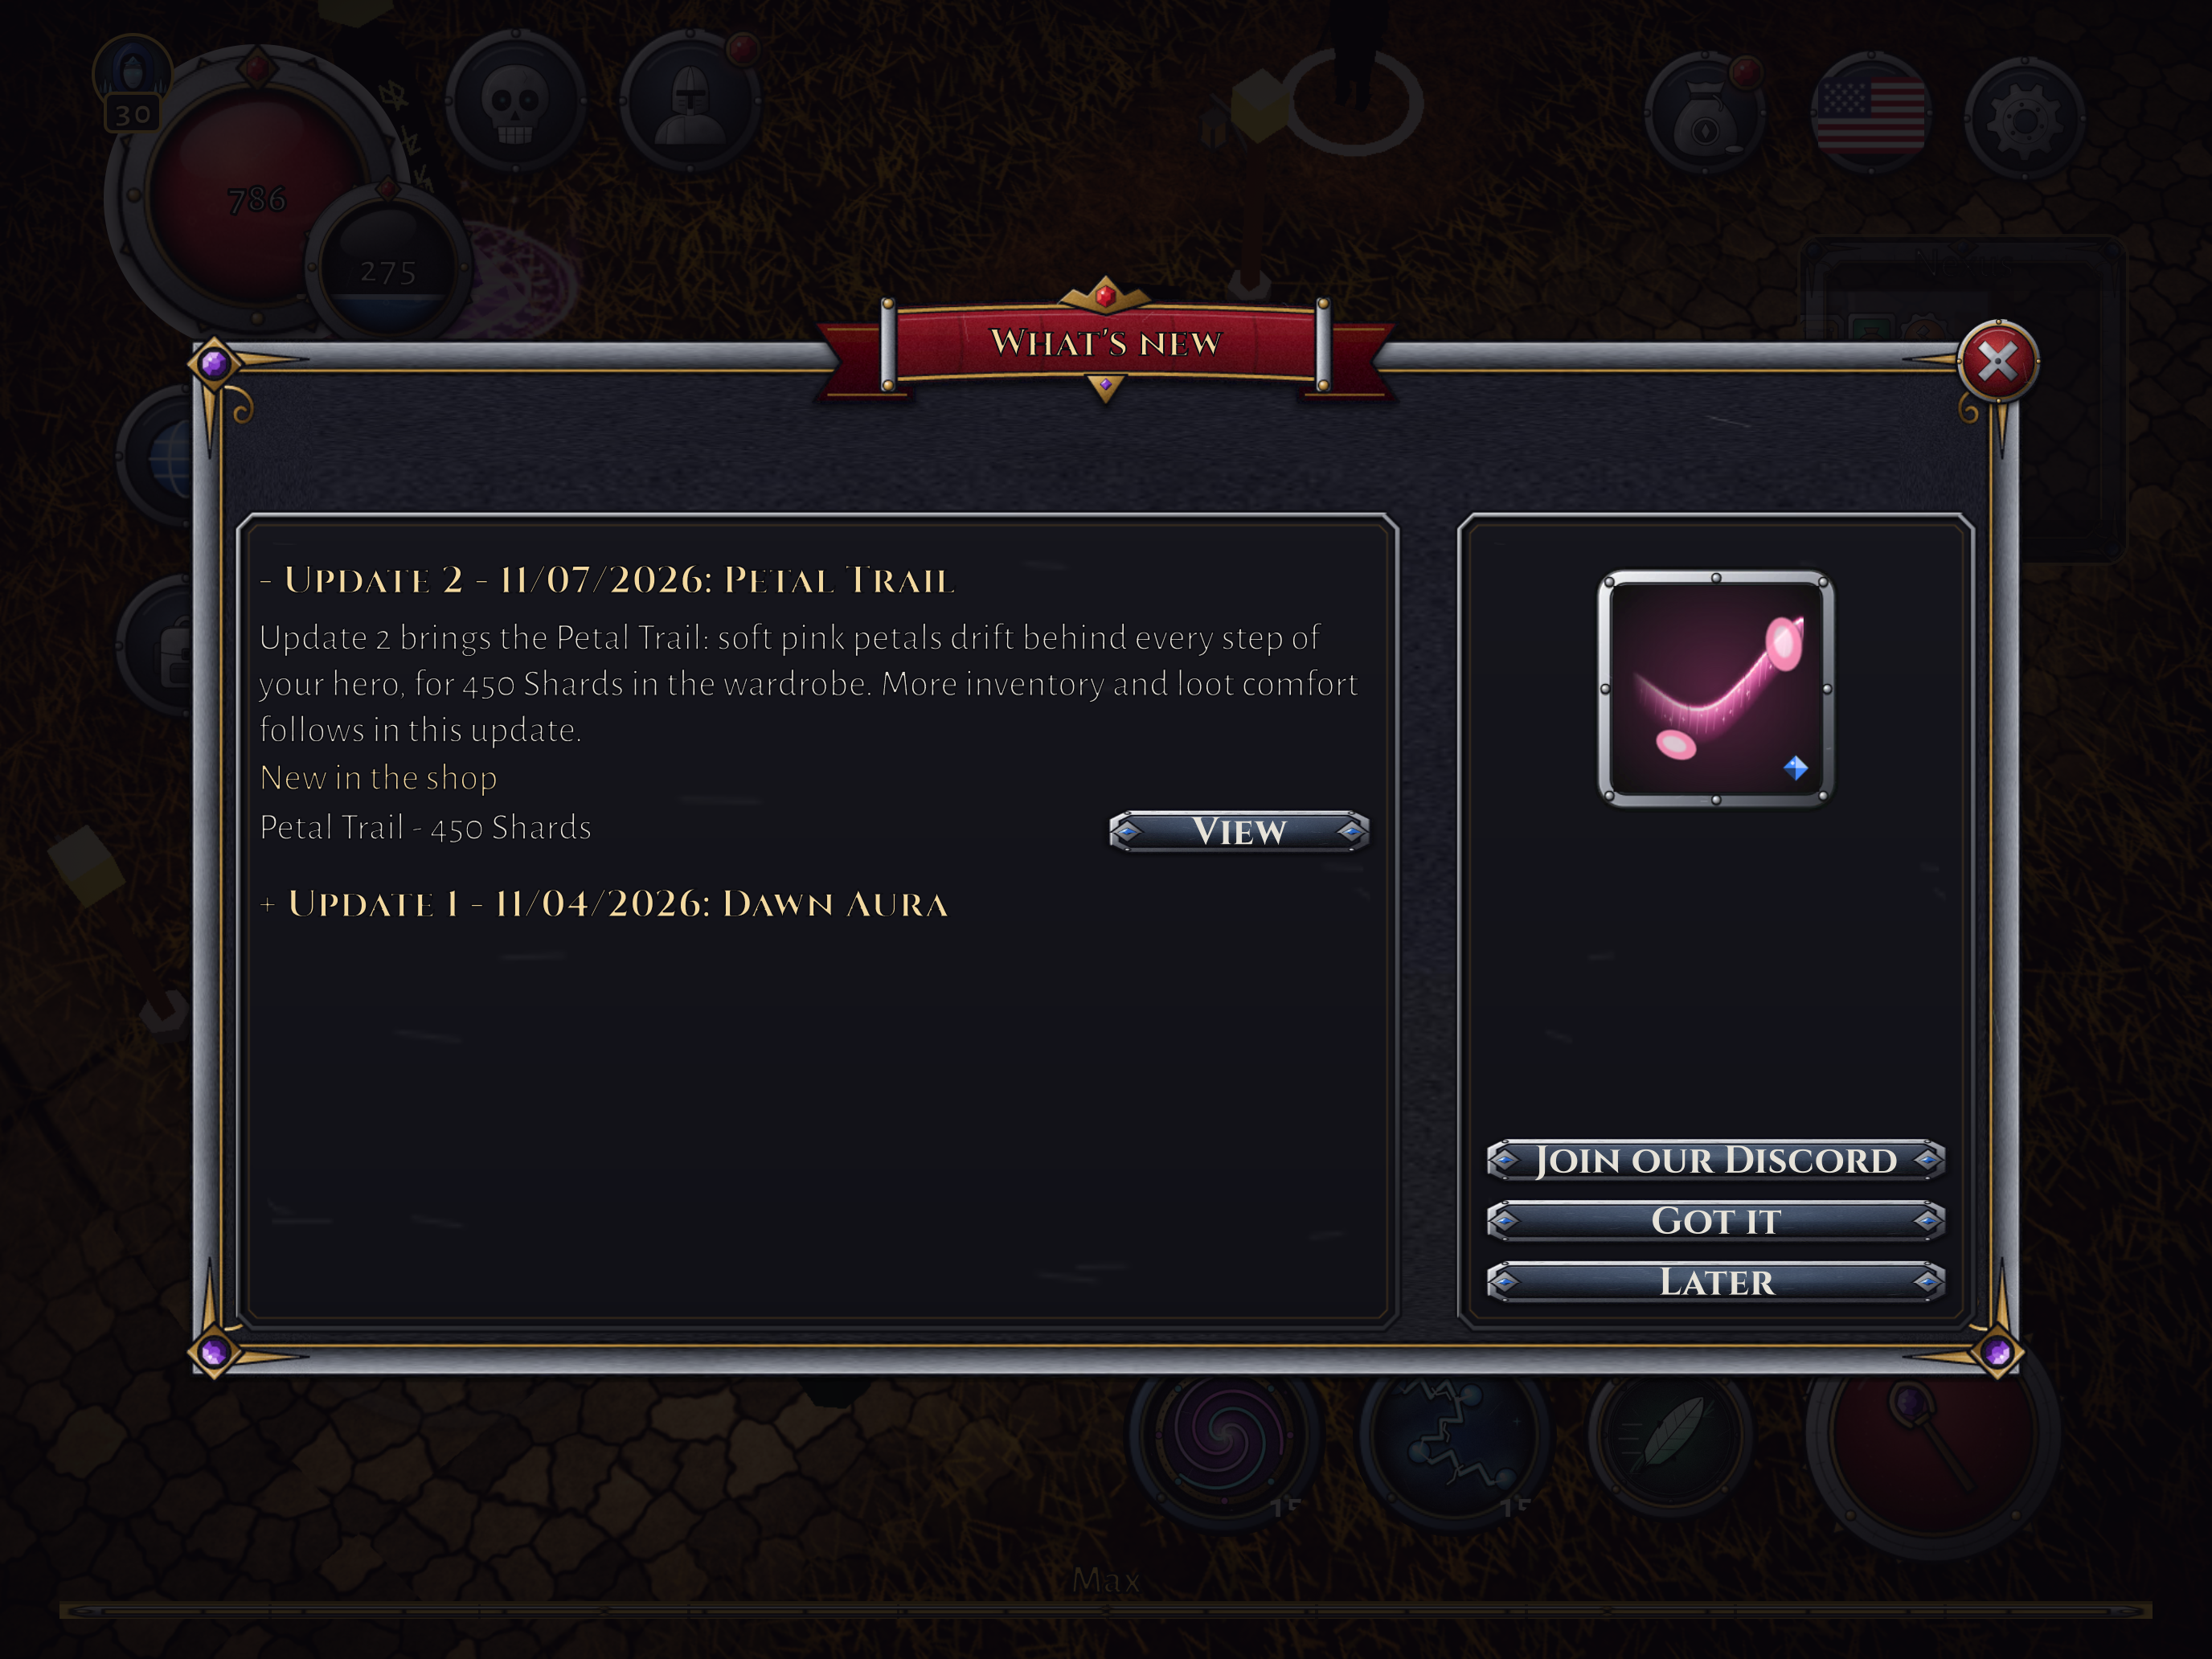 30
786
275
What's new
- Update 2 - 11/07/2026: Petal Trail
Update 2 brings the Petal Trail: soft pink petals drift behind every step of
your hero, for 450 Shards in the wardrobe. More inventory and loot comfort
follows in this update.
New in the shop
Petal Trail - 450 Shards
View
+ Update 1 - 11/04/2026: Dawn Aura
Join our Discord
Got it
Later
Max